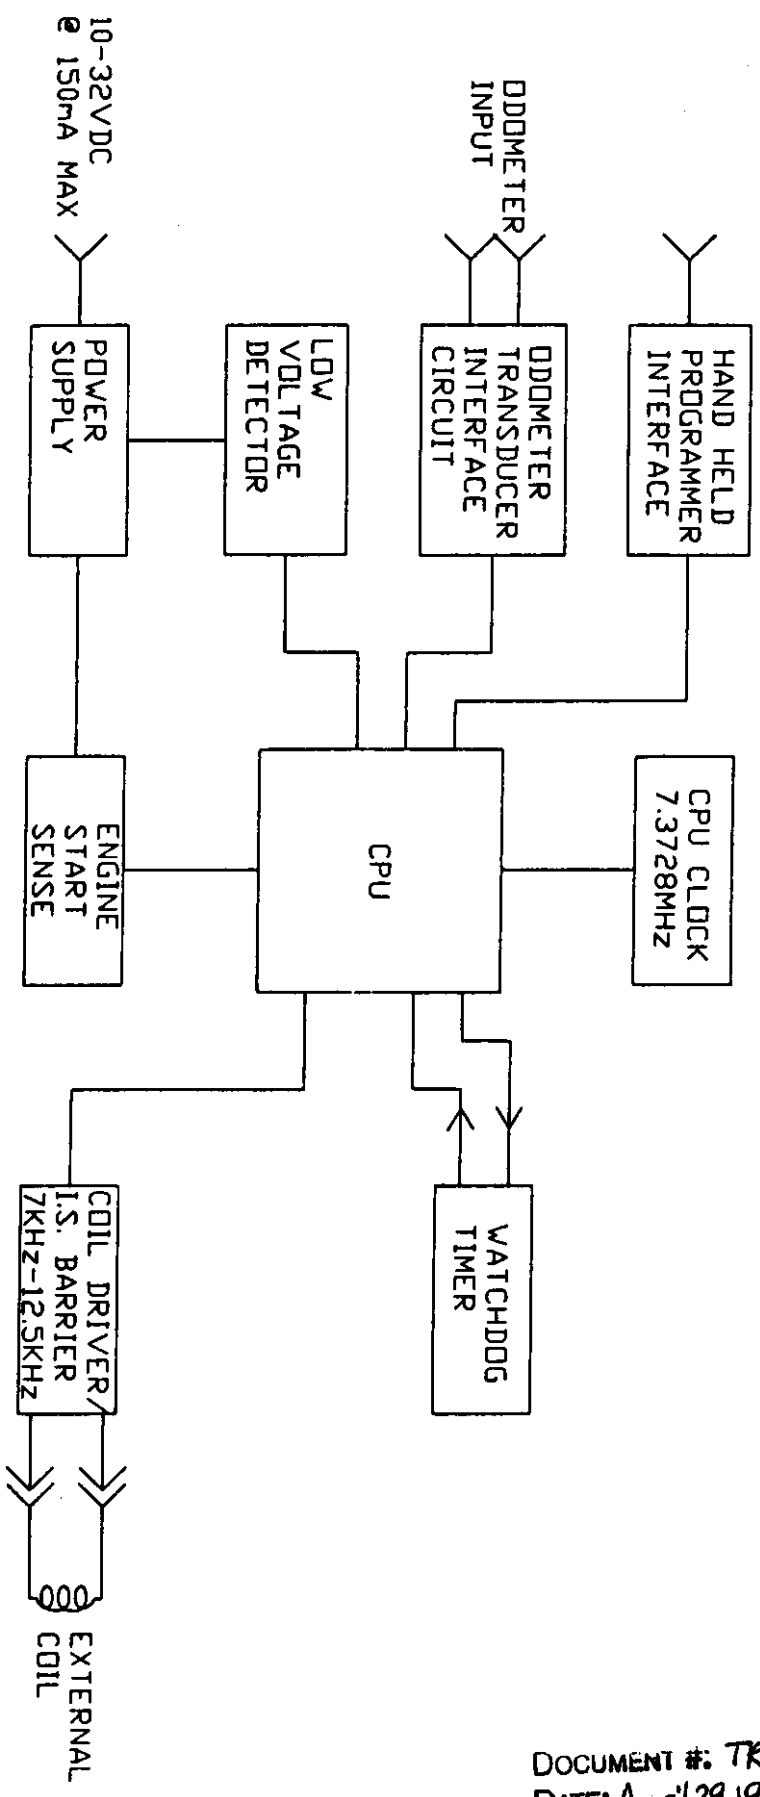 HAND HELD
PROGRAMMER
INTERFACE
CPU CLOCK
7.3728MHz
ODOMETER
INPUT
ODOMETER
TRANSDUCER
INTERFACE
CIRCUIT
WATCHDOG
TIMER
CPU
LOW
VOLTAGE
DETECTOR
10-32VDC
@ 150mA MAX
POWER
SUPPLY
ENGINE
START
SENSE
COIL DRIVER/
I.S. BARRIER
7KHz-12.5KHz
EXTERNAL
COIL
DOCUMENT #: